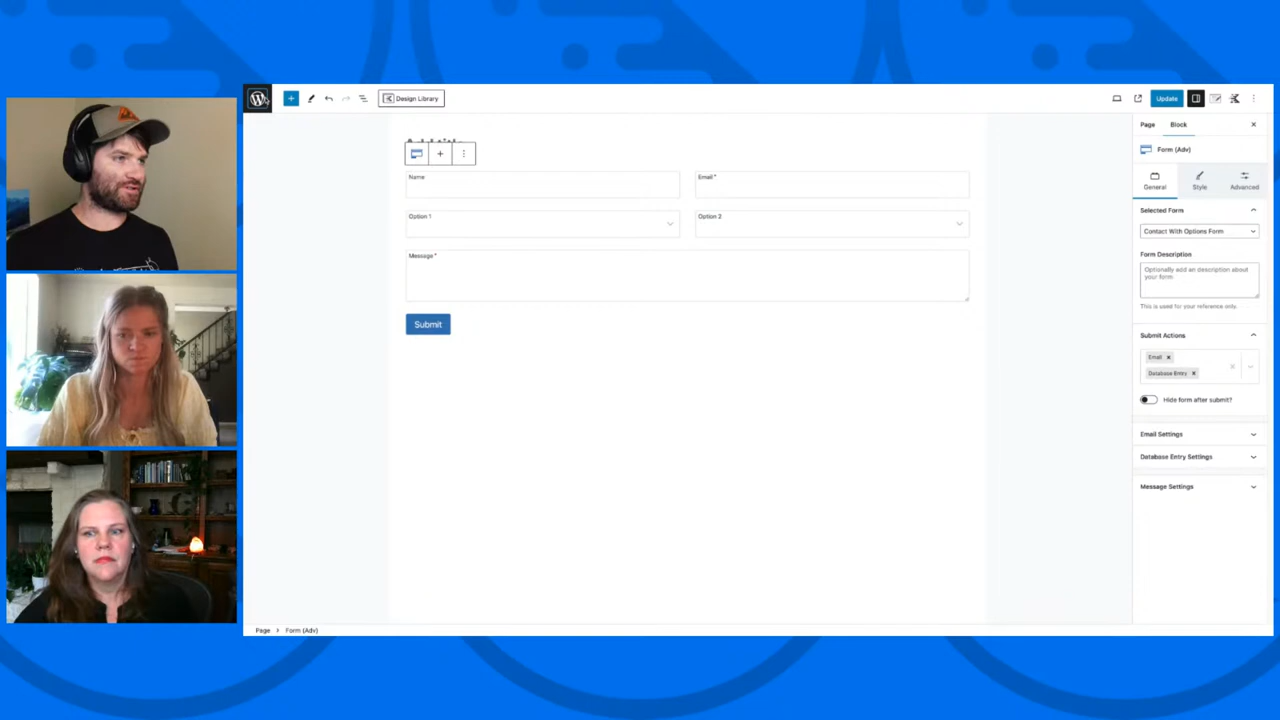 Design Library
Update
Page
Block
Form (Adv)
General
Style
Advanced
Selected Form
Contact With Options Form
Form Description
Optionally add an description about
your form
This is used for your reference only.
Submit Actions
Email
Database Entry
Hide form after submit?
Email Settings
Database Entry Settings
Message Settings
Name
Email*
Option 1
Option 2
Message*
Submit
Page > Form (Adv)